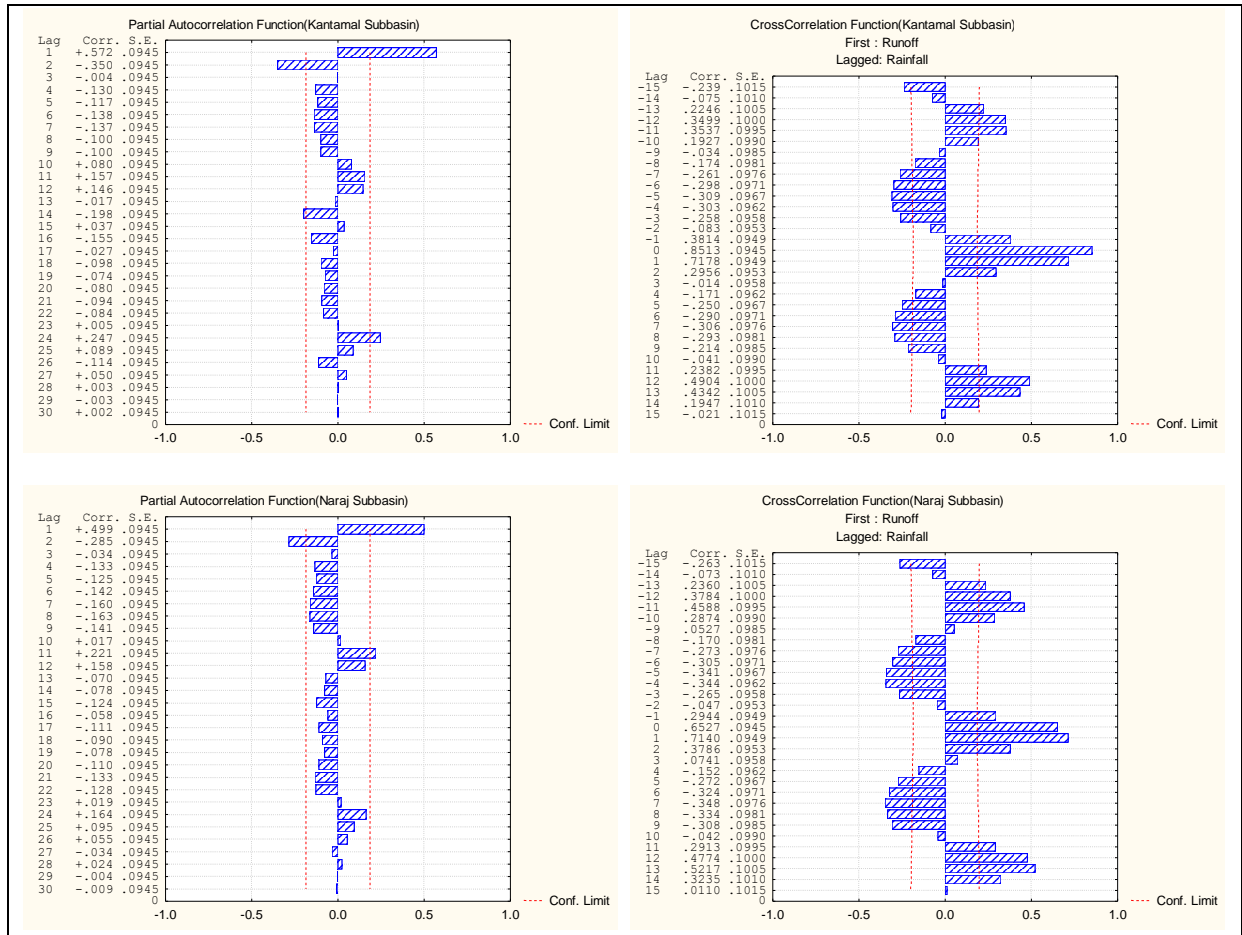 Partial Autocorrelation Function(Kantamal Subbasin)
Lag Corr. S.E.
1 +.572 .0945
2 -.350 .0945
3 -.004 .0945
4 -.130 .0945
5 -.117 .0945
6 -.138 .0945
7 -.137 .0945
8 -.100 .0945
9 -.100 .0945
10 +.080 .0945
11 +.157 .0945
12 +.146 .0945
13 -.017 .0945
14 -.198 .0945
15 +.037 .0945
16 -.155 .0945
17 -.027 .0945
18 -.098 .0945
19 -.074 .0945
20 -.080 .0945
21 -.094 .0945
22 -.084 .0945
23 +.005 .0945
24 +.247 .0945
25 +.089 .0945
26 -.114 .0945
27 +.050 .0945
28 +.003 .0945
29 -.003 .0945
30 +.002 .0945
0
-1.0 -0.5 0.0 0.5 1.0
Conf. Limit
CrossCorrelation Function(Kantamal Subbasin)
First : Runoff
Lagged: Rainfall
Lag Corr. S.E.
-15 -.239 .1015
-14 -.075 .1010
-13 .2246 .1005
-12 .3499 .1000
-11 .3537 .0995
-10 .1927 .0990
-9 -.034 .0985
-8 -.174 .0981
-7 -.261 .0976
-6 -.298 .0971
-5 -.309 .0967
-4 -.303 .0962
-3 -.258 .0958
-2 -.083 .0953
-1 .3814 .0949
0 .8513 .0945
1 .7178 .0949
2 .2956 .0953
3 -.014 .0958
4 -.171 .0962
5 -.250 .0967
6 -.290 .0971
7 -.306 .0976
8 -.293 .0981
9 -.214 .0985
10 -.041 .0990
11 .2382 .0995
12 .4904 .1000
13 .4342 .1005
14 .1947 .1010
15 -.021 .1015
0
-1.0 -0.5 0.0 0.5 1.0
Conf. Limit
Partial Autocorrelation Function(Naraj Subbasin)
Lag Corr. S.E.
1 +.499 .0945
2 -.285 .0945
3 -.034 .0945
4 -.133 .0945
5 -.125 .0945
6 -.142 .0945
7 -.160 .0945
8 -.163 .0945
9 -.141 .0945
10 +.017 .0945
11 +.221 .0945
12 +.158 .0945
13 -.070 .0945
14 -.078 .0945
15 -.124 .0945
16 -.058 .0945
17 -.111 .0945
18 -.090 .0945
19 -.078 .0945
20 -.110 .0945
21 -.133 .0945
22 -.128 .0945
23 +.019 .0945
24 +.164 .0945
25 +.095 .0945
26 +.055 .0945
27 -.034 .0945
28 +.024 .0945
29 -.004 .0945
30 -.009 .0945
0
-1.0 -0.5 0.0 0.5 1.0
Conf. Limit
CrossCorrelation Function(Naraj Subbasin)
First : Runoff
Lagged: Rainfall
Lag Corr. S.E.
-15 -.263 .1015
-14 -.073 .1010
-13 .2360 .1005
-12 .3784 .1000
-11 .4588 .0995
-10 .2874 .0990
-9 .0527 .0985
-8 -.170 .0981
-7 -.273 .0976
-6 -.305 .0971
-5 -.341 .0967
-4 -.344 .0962
-3 -.265 .0958
-2 -.047 .0953
-1 .2944 .0949
0 .6527 .0945
1 .7140 .0949
2 .3786 .0953
3 .0741 .0958
4 -.152 .0962
5 -.272 .0967
6 -.324 .0971
7 -.348 .0976
8 -.334 .0981
9 -.308 .0985
10 -.042 .0990
11 .2913 .0995
12 .4774 .1000
13 .5217 .1005
14 .3235 .1010
15 .0110 .1015
0
-1.0 -0.5 0.0 0.5 1.0
Conf. Limit